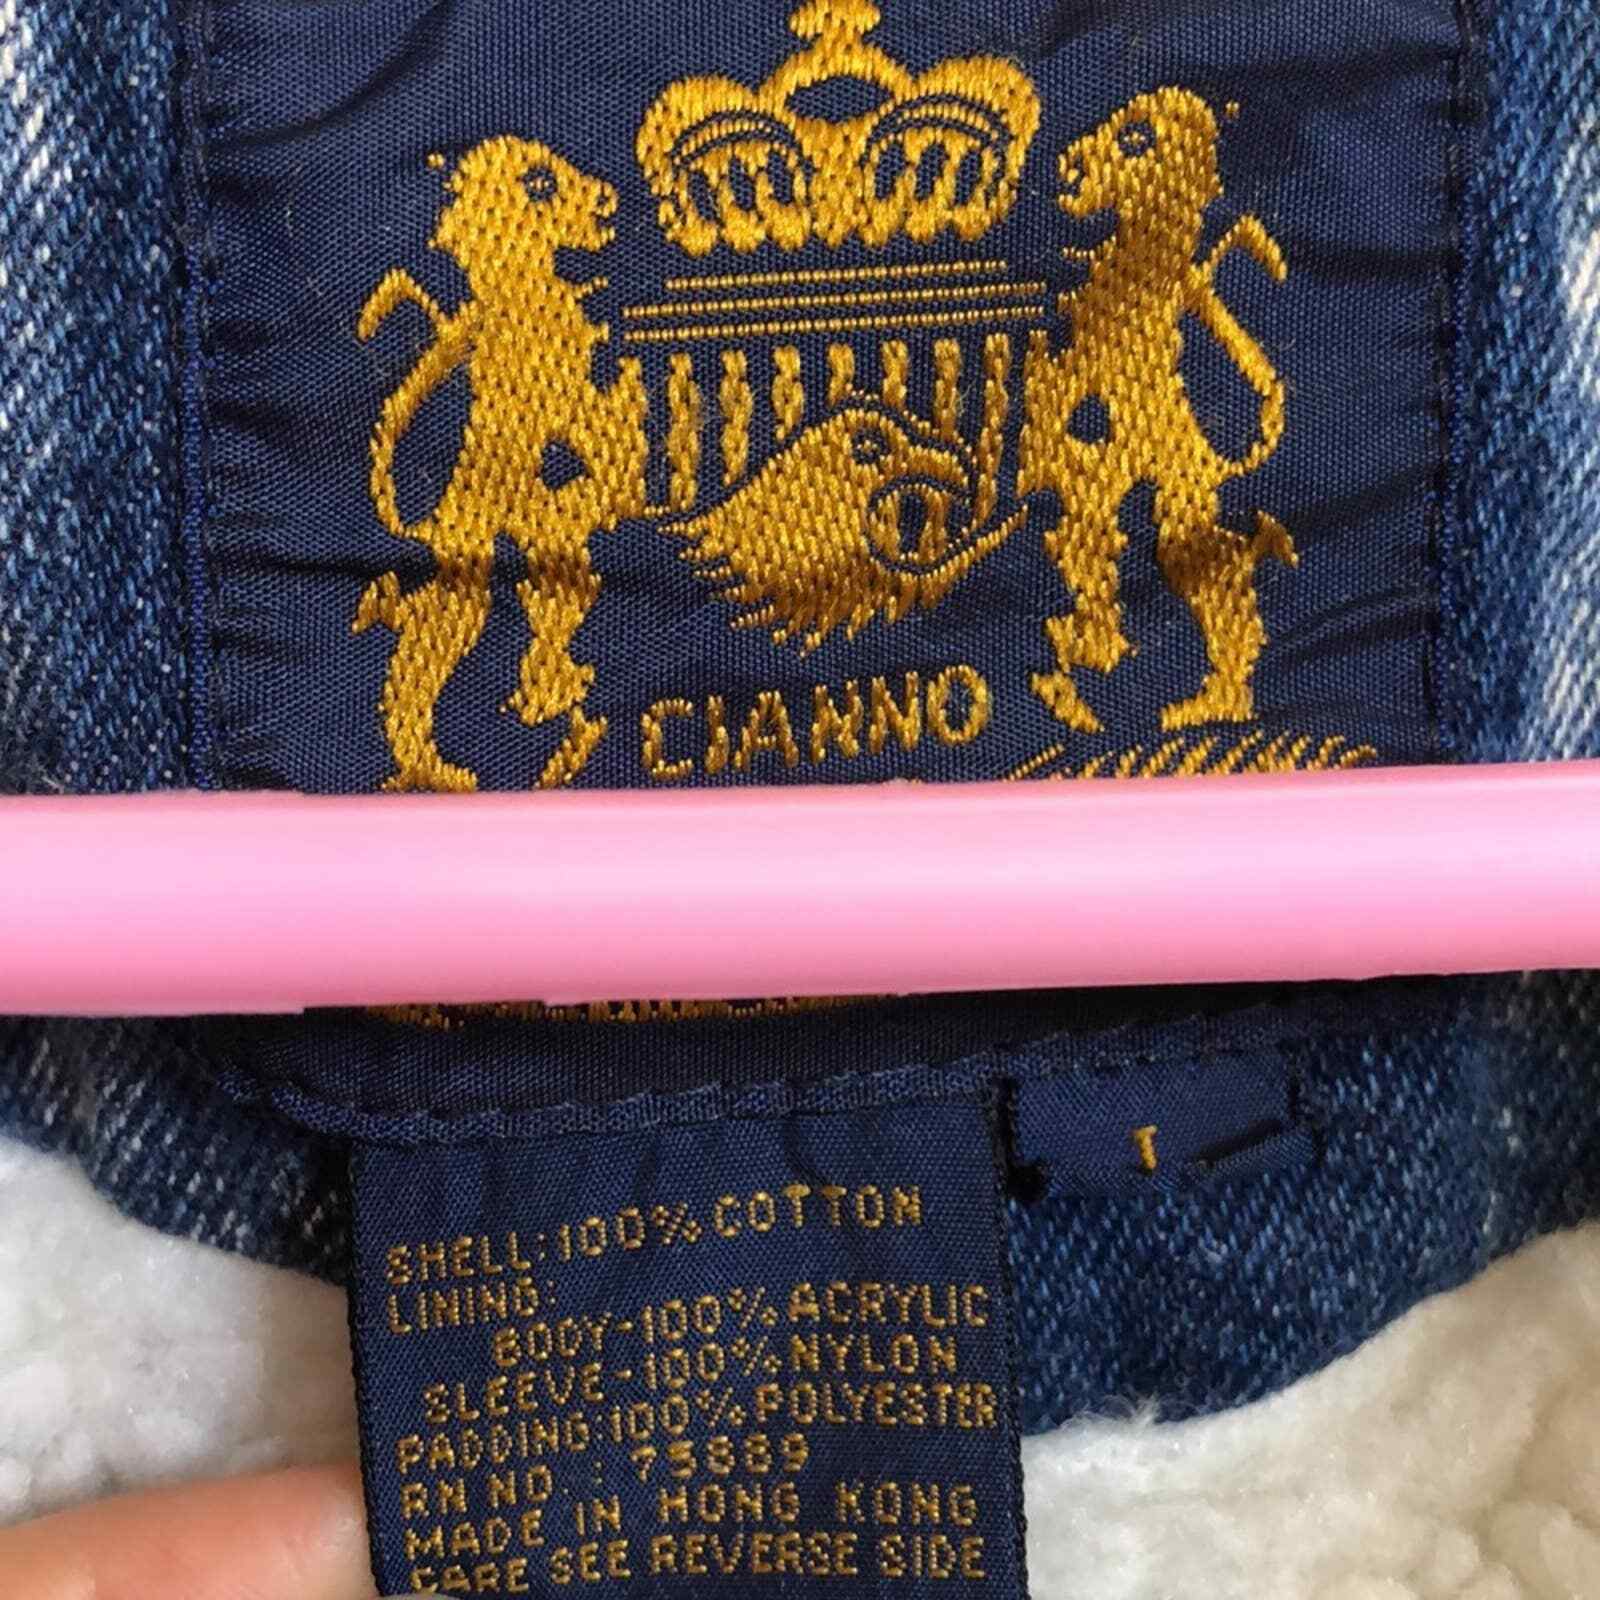 CIANNO
T
SHELL: 100% COTTON
LINING:
BODY-100% ACRYLIC
SLEEVE-100% NYLON
PADDING: 100% POLYESTER
RN NO. : 75889
MADE IN HONG KONG
CARE SEE REVERSE SIDE